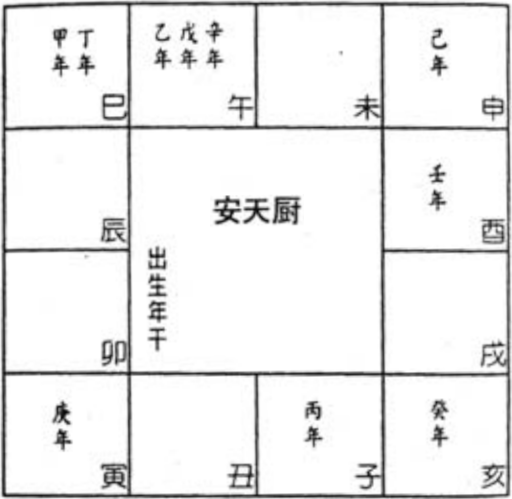 丁年
甲年
巳
辛年
戊年
乙年
午
未
己年
申
辰
安天厨
出生年干
壬年
酉
卯
戌
庚年
寅
丑
丙年
子
癸年
亥